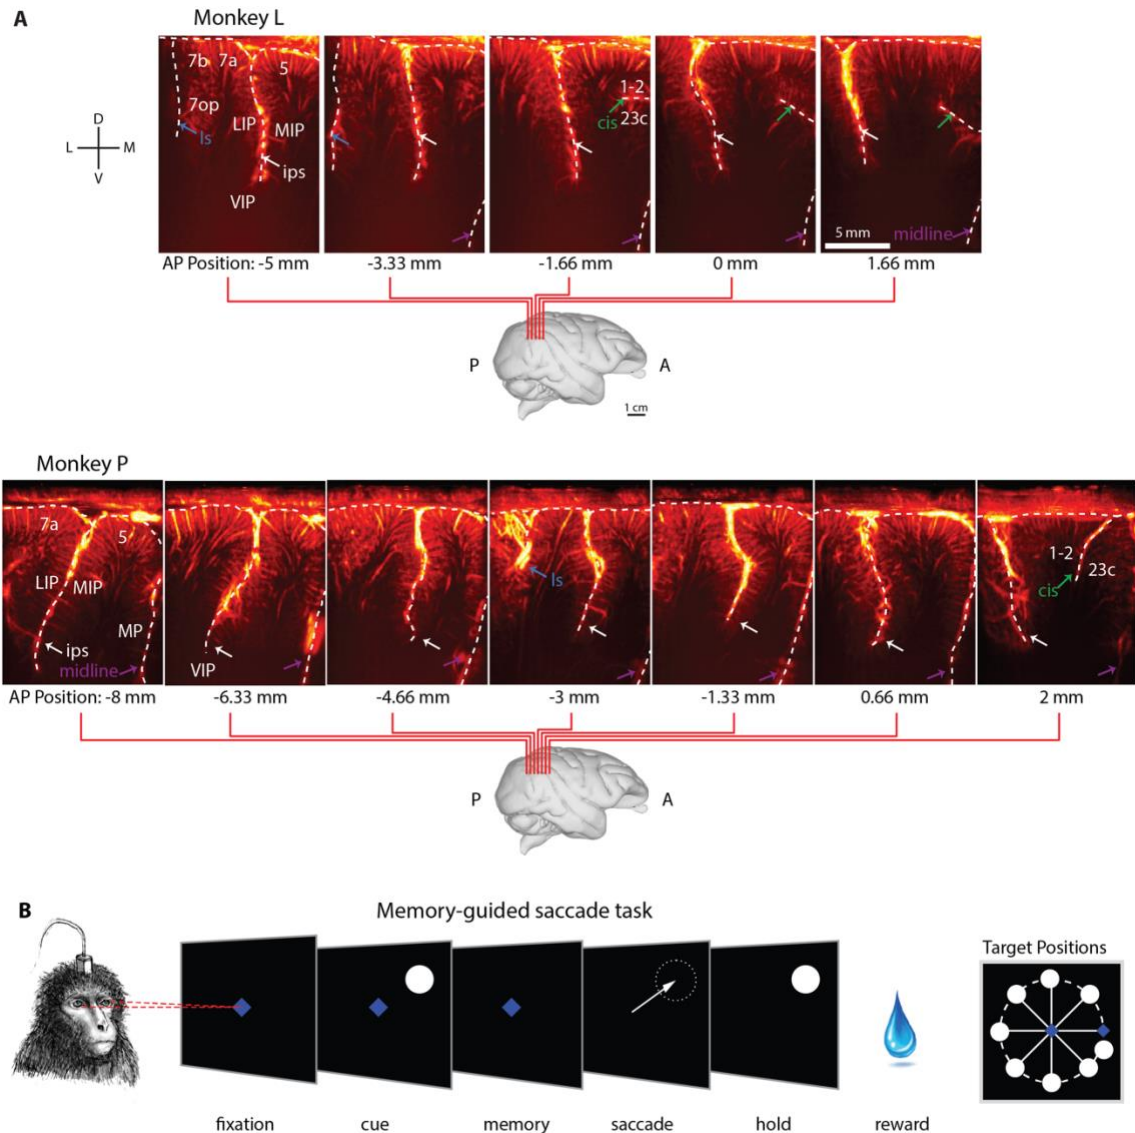 A
Monkey L
7b 7a 5
7op
LIP MIP
ls
ips
VIP
1-2
cis
23c
D
L M
V
5 mm
midline
AP Position: -5 mm -3.33 mm -1.66 mm 0 mm 1.66 mm
P A
1 cm
Monkey P
7a 5
LIP MIP
MP
ips
midline
VIP
ls
1-2
23c
cis
AP Position: -8 mm -6.33 mm -4.66 mm -3 mm -1.33 mm 0.66 mm 2 mm
P A
B
Memory-guided saccade task
Target Positions
fixation cue memory saccade hold reward